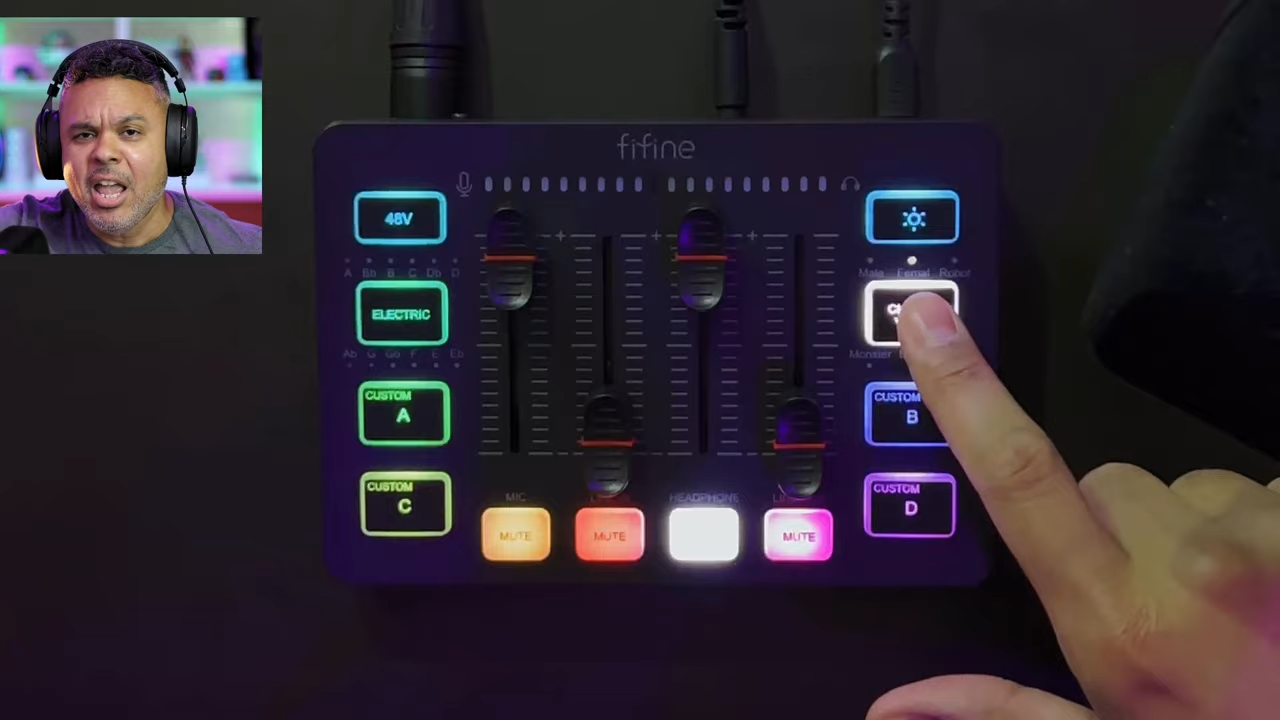 fifine
48V
A Bb B C Db D
Male Femal Robot
ELECTRIC
Ab G Gb F E Eb
Monster
CUSTOM
A
CUSTOM
B
CUSTOM
C
CUSTOM
D
MIC
HEADPHONE
MUTE
MUTE
MUTE